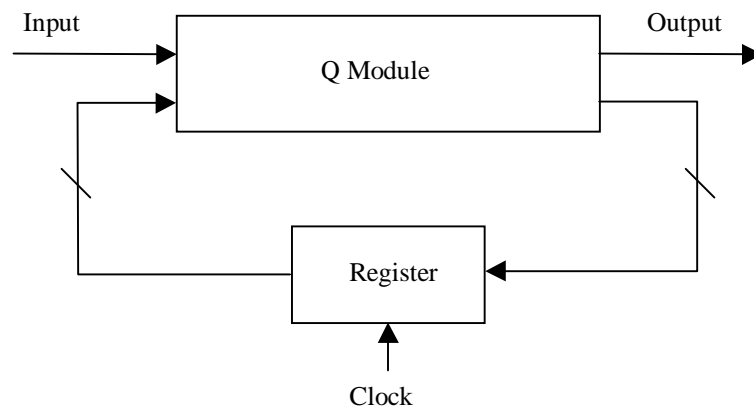 Input
Output
Q Module
Register
Clock